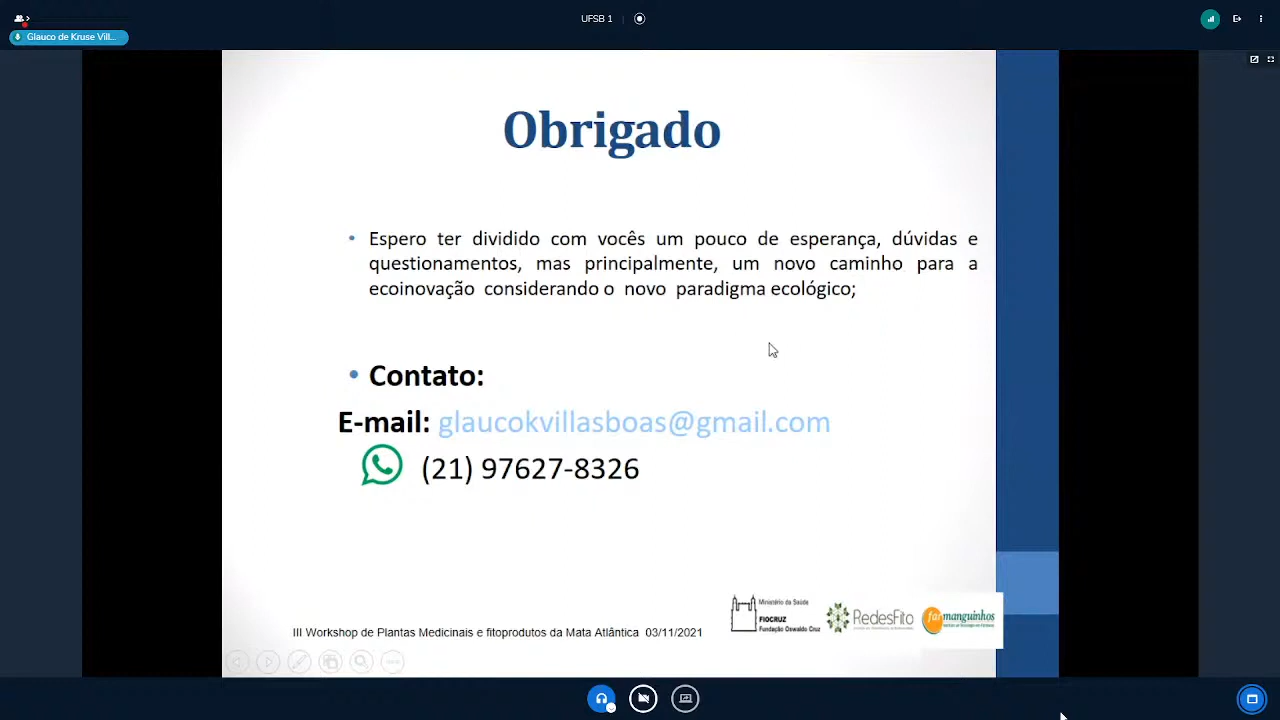 UFSB 1
Glauco de Kruse Vill...
Obrigado
• Espero ter dividido com vocês um pouco de esperança, dúvidas e
questionamentos, mas principalmente, um novo caminho para a
ecoinovação considerando o novo paradigma ecológico;
• Contato:
E-mail: glaucokvillasboas@gmail.com
(21) 97627-8326
III Workshop de Plantas Medicinais e fitoprodutos da Mata Atlântica 03/11/2021
Ministério da Saúde
FIOCRUZ
Fundação Oswaldo Cruz
RedesFito
farmanguinhos